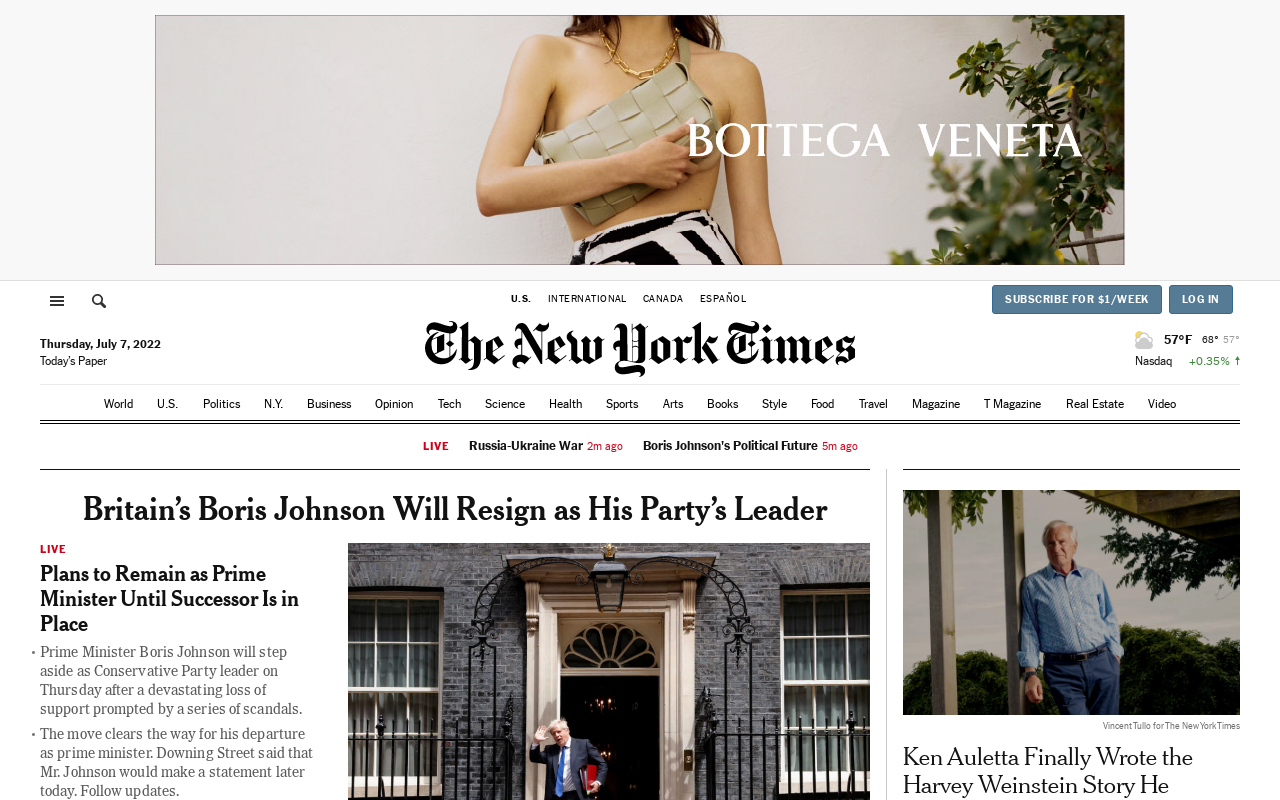 BOTTEGA VENETA
U.S. INTERNATIONAL CANADA ESPAÑOL
SUBSCRIBE FOR $1/WEEK
LOG IN
Thursday, July 7, 2022
Today's Paper
The New York Times
57°F 68° 57°
Nasdaq +0.35% ↑
World U.S. Politics N.Y. Business Opinion Tech Science Health Sports Arts Books Style Food Travel Magazine T Magazine Real Estate Video
LIVE Russia-Ukraine War 2m ago Boris Johnson's Political Future 5m ago
Britain’s Boris Johnson Will Resign as His Party’s Leader
LIVE
Plans to Remain as Prime
Minister Until Successor Is in
Place
• Prime Minister Boris Johnson will step
aside as Conservative Party leader on
Thursday after a devastating loss of
support prompted by a series of scandals.
• The move clears the way for his departure
as prime minister. Downing Street said that
Mr. Johnson would make a statement later
today. Follow updates.
Vincent Tullo for The New York Times
Ken Auletta Finally Wrote the
Harvey Weinstein Story He